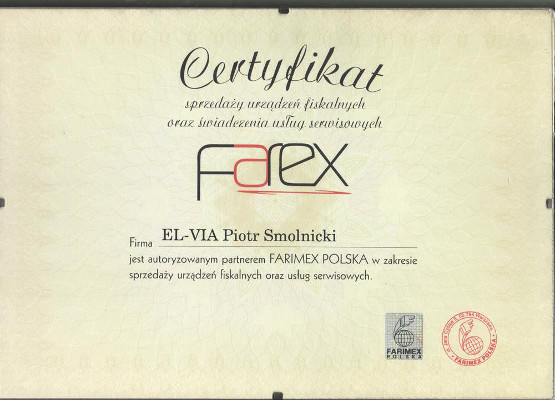 Certyfikat
sprzedaży urządzeń fiskalnych
oraz świadczenia usług serwisowych
Farex
Firma EL-VIA Piotr Smolnicki
jest autoryzowanym partnerem FARIMEX POLSKA w zakresie
sprzedaży urządzeń fiskalnych oraz usług serwisowych.
FARIMEX
POLSKA
FARIMEX POLSKA